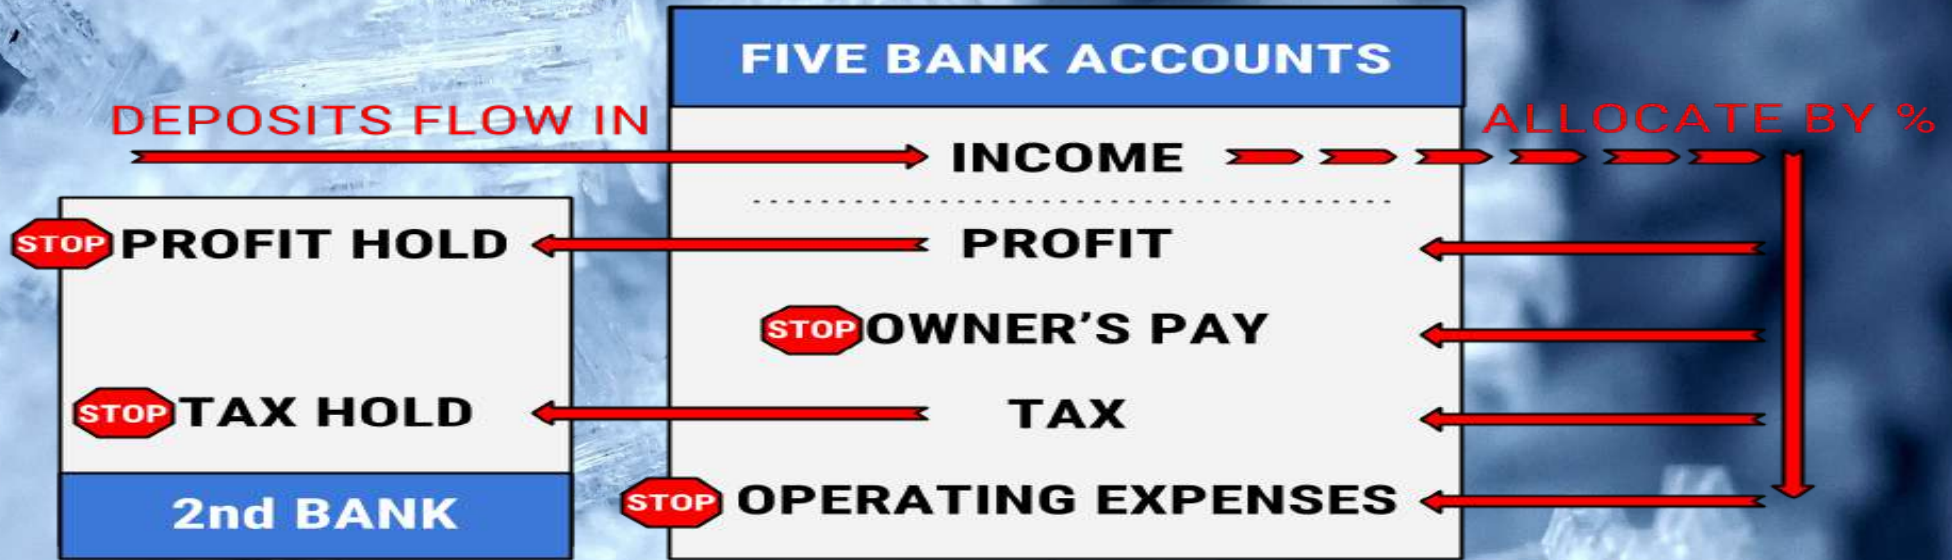 FIVE BANK ACCOUNTS
DEPOSITS FLOW IN
ALLOCATE BY %
INCOME
STOP PROFIT HOLD
PROFIT
STOP OWNER'S PAY
STOP TAX HOLD
TAX
STOP OPERATING EXPENSES
2nd BANK